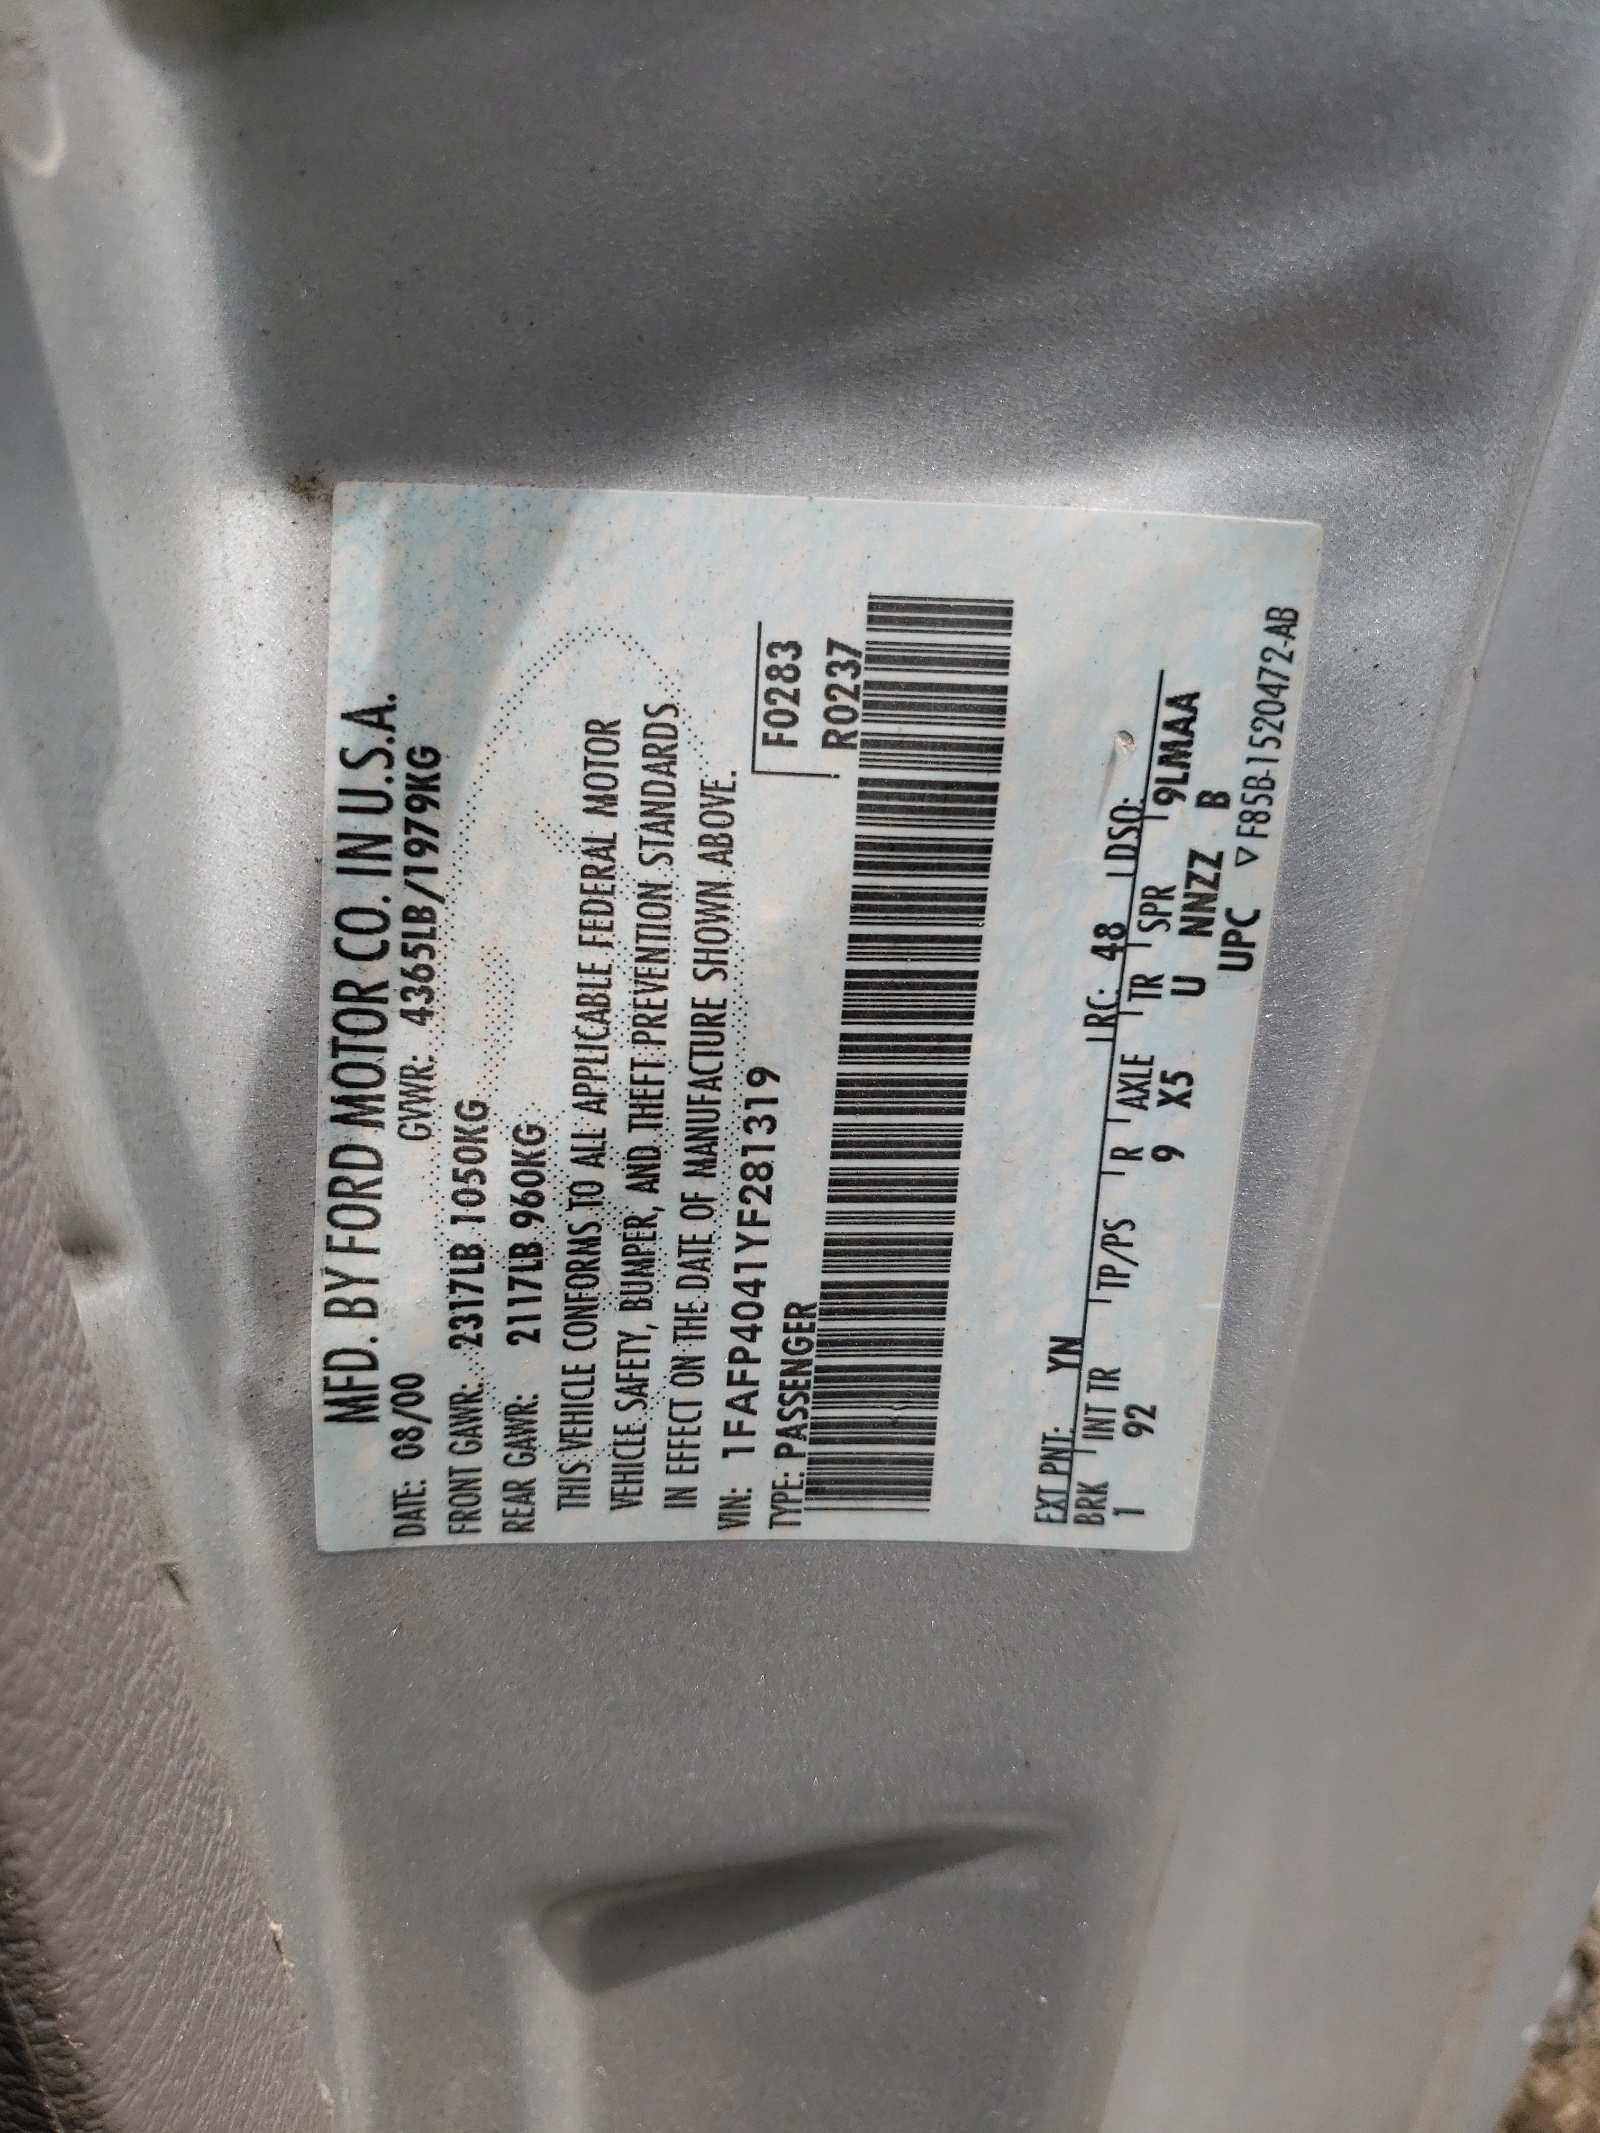 MFD. BY FORD MOTOR CO. IN U.S.A.
DATE: 08/00 GVWR: 4365LB/1979KG
FRONT GAWR: 2317LB 1050KG
REAR GAWR: 2117LB 960KG
THIS VEHICLE CONFORMS TO ALL APPLICABLE FEDERAL MOTOR
VEHICLE SAFETY, BUMPER, AND THEFT PREVENTION STANDARDS
IN EFFECT ON THE DATE OF MANUFACTURE SHOWN ABOVE.
VIN: 1FAFP4041YF281319
F0283
TYPE: PASSENGER
R0237
EXT PNT: YN RC: 48 DSO:
BRK INT TR TP/PS R AXLE TR SPR 9LMAA
1 92 9 X5 U NNZZ B
UPC ▽F85B-1520472-AB